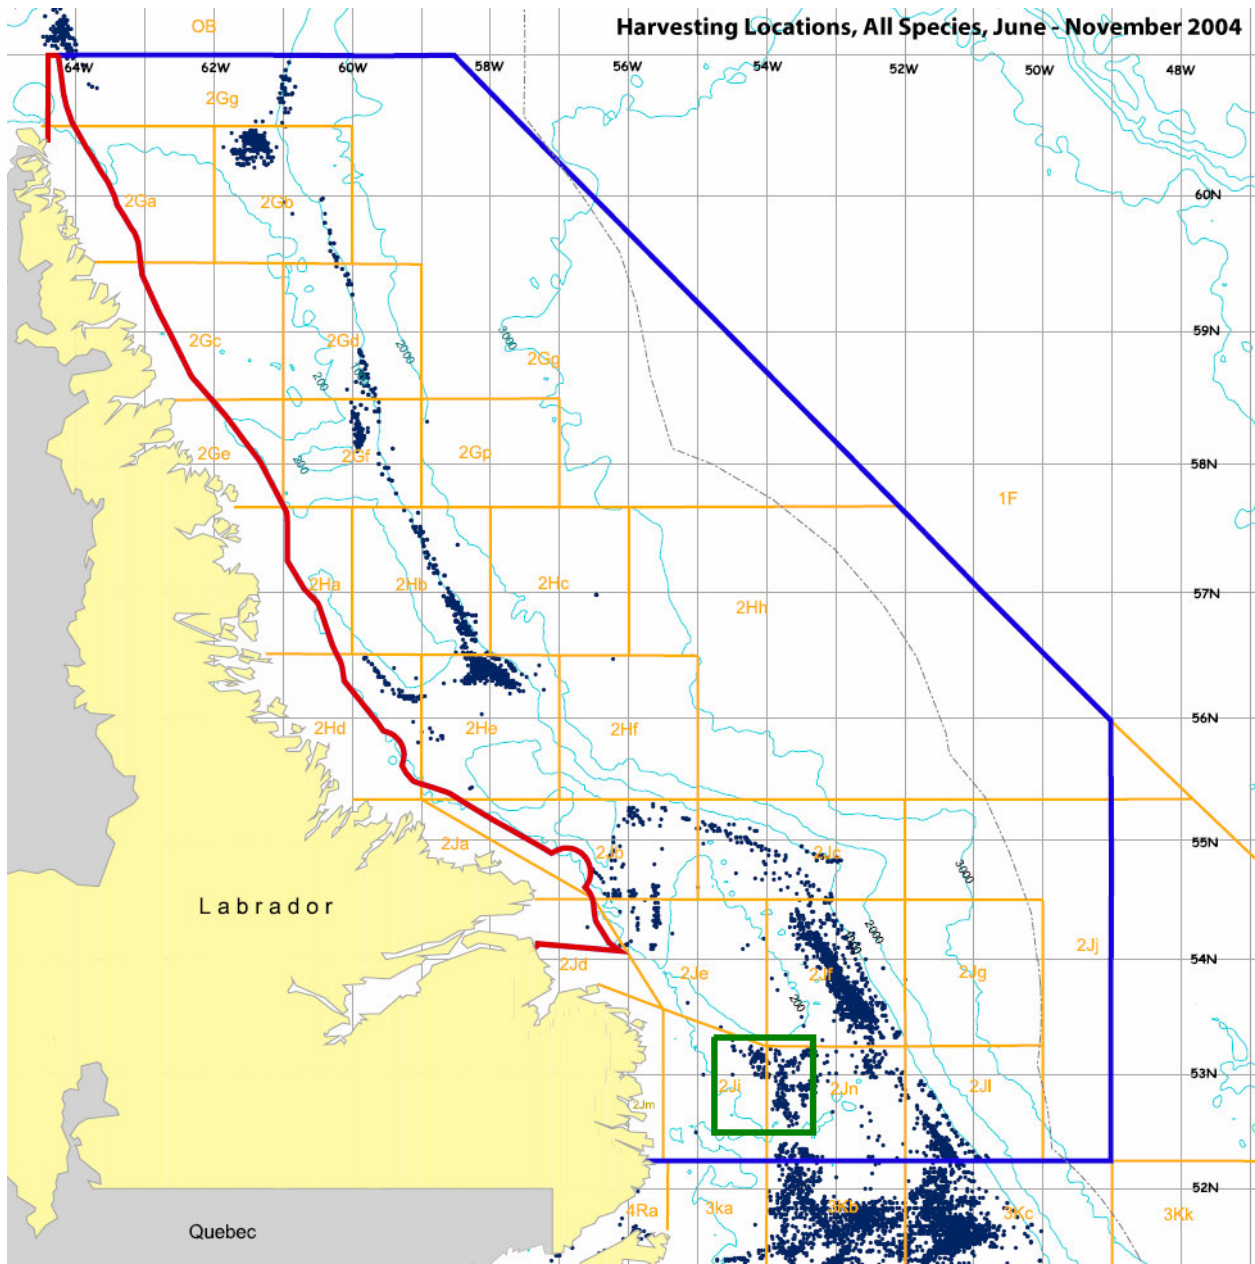 Harvesting Locations, All Species, June - November 2004
OB
64W 62W 60W 58W 56W 54W 52W 50W 48W
2Gg
2Ga 2Gb 60N
2Gc 2Gd 2000 3000 2Gg 59N
200
200
2Ge 2Gf 2Gp 58N
1F
2Ha 2Hb 2Hc 2Hh 57N
2Hd 2He 2Hf 56N
2Ja 2Jb 2Jc 3000 55N
Labrador
2000
2Jd 2Je 2Jf 2Jg 2Jj 54N
200
2Jm 2Ji 2Jn 2Jl 53N
52N
4Ra 3ka 3Kb 3Kc 3Kk
Quebec